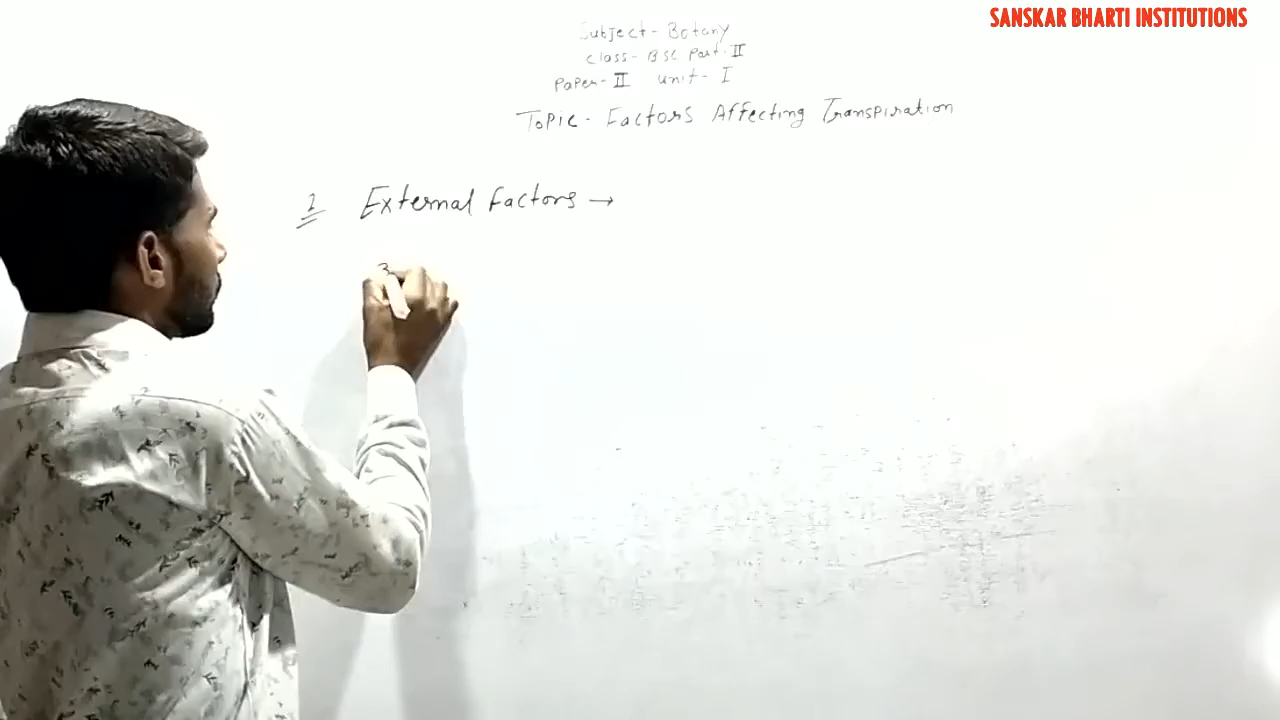 SANSKAR BHARTI INSTITUTIONS
Subject - Botany
Class - BSC Part - II
Paper - II Unit - I
Topic - Factors Affecting Transpiration
1 External Factors →